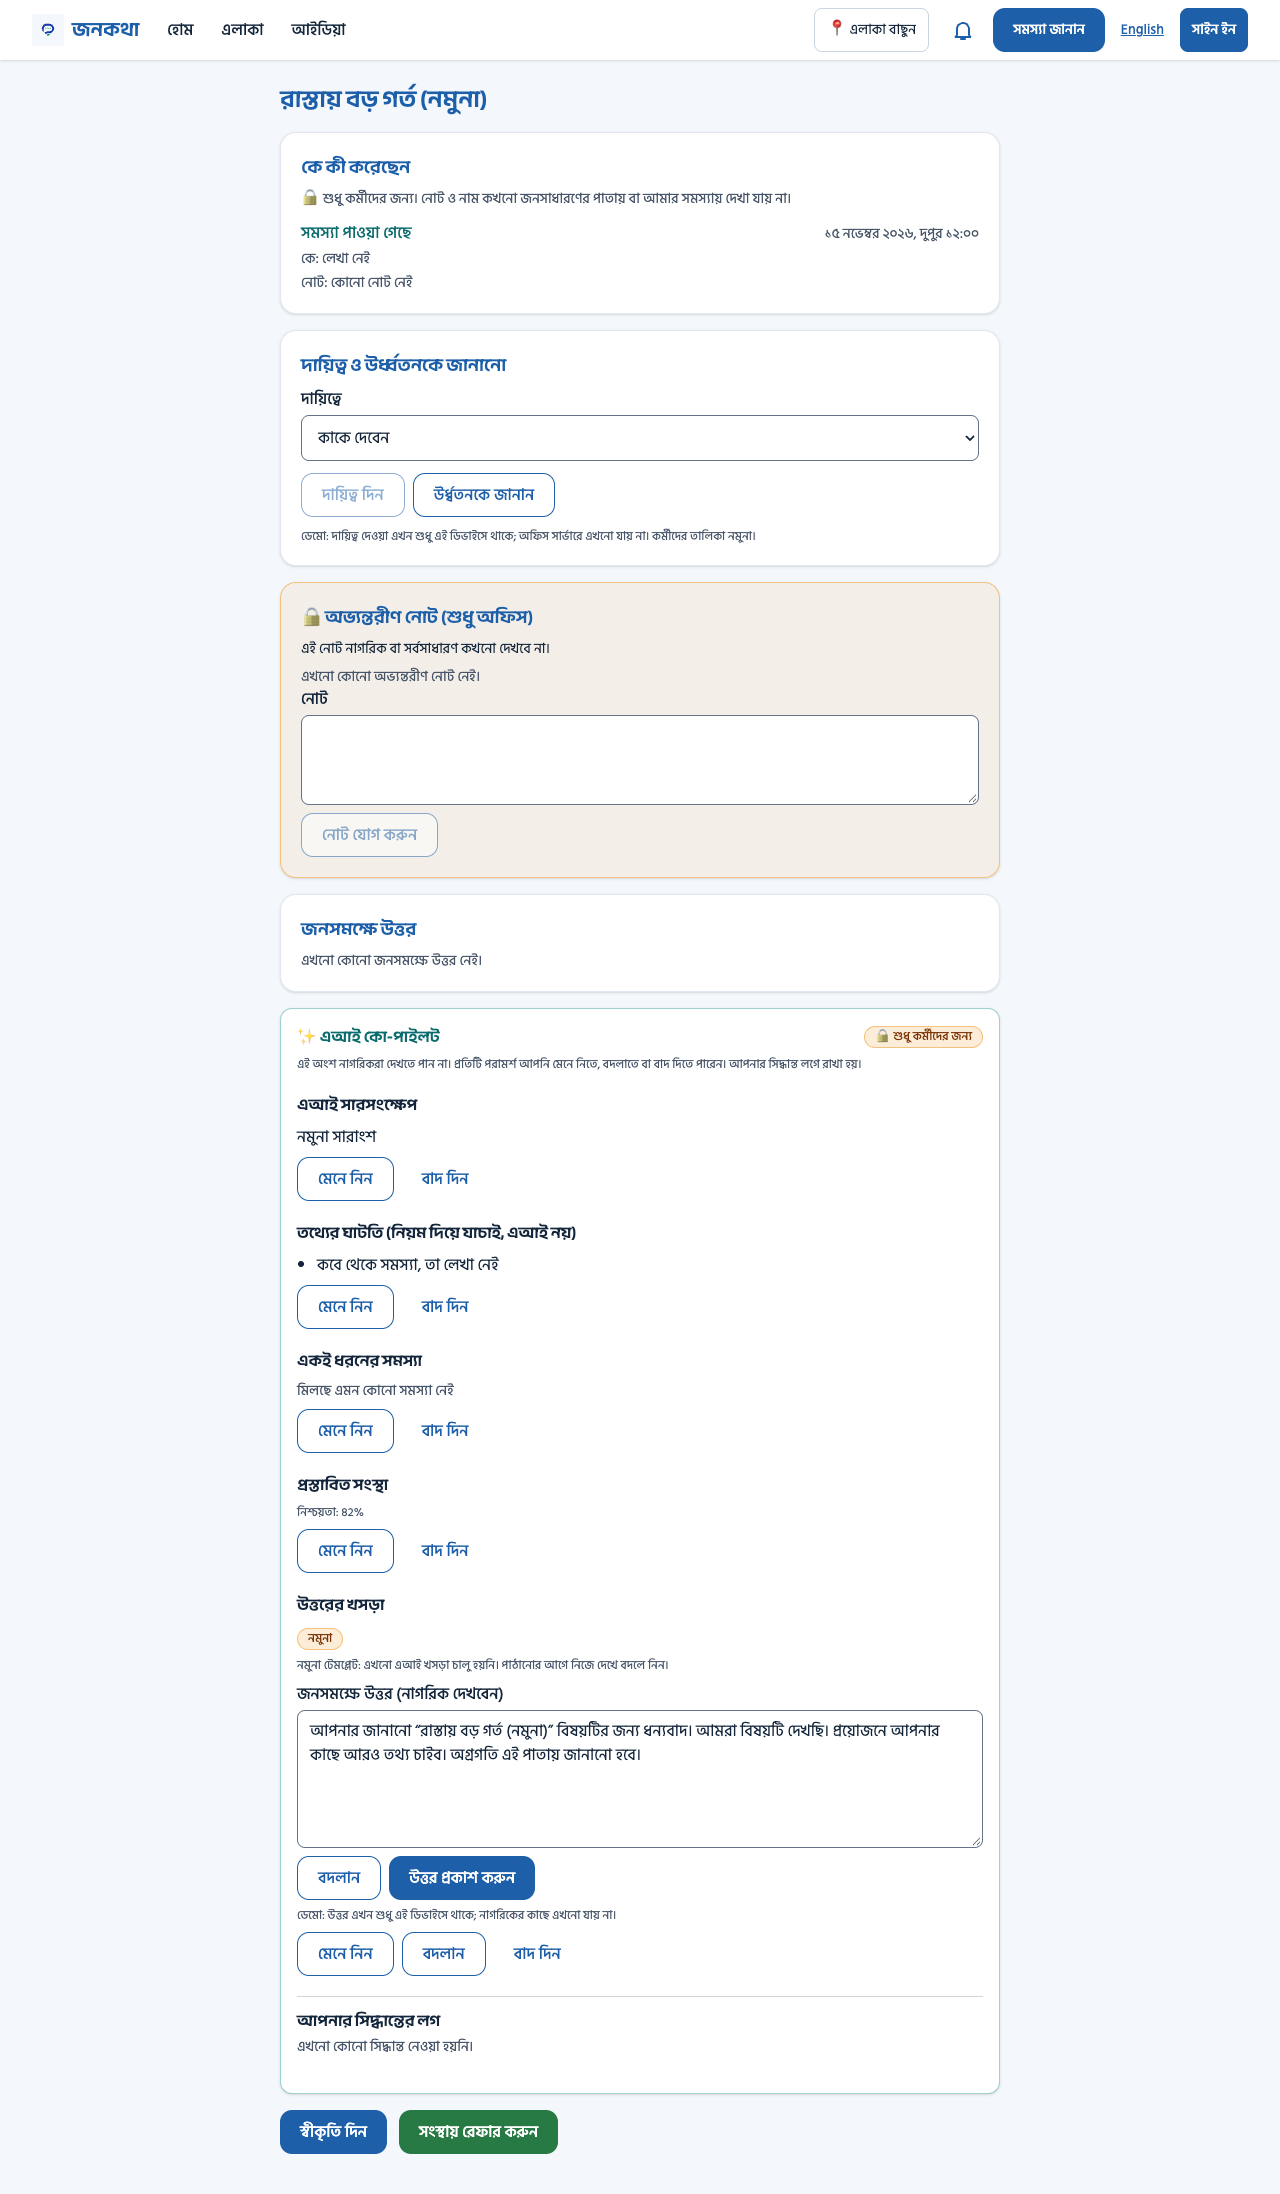 জনকথা হোম এলাকা আইডিয়া 📍 এলাকা বাছুন সমস্যা জানান English সাইন ইন
রাস্তায় বড় গর্ত (নমুনা)
কে কী করেছেন
🔒 শুধু কর্মীদের জন্য। নোট ও নাম কখনো জনসাধারণের পাতায় বা আমার সমস্যায় দেখা যায় না।
সমস্যা পাওয়া গেছে ১৫ নভেম্বর ২০২৬, দুপুর ১২:০০
কে: লেখা নেই
নোট: কোনো নোট নেই
দায়িত্ব ও ঊর্ধ্বতনকে জানানো
দায়িত্বে
কাকে দেবেন
দায়িত্ব দিন ঊর্ধ্বতনকে জানান
ডেমো: দায়িত্ব দেওয়া এখন শুধু এই ডিভাইসে থাকে; অফিস সার্ভারে এখনো যায় না। কর্মীদের তালিকা নমুনা।
🔒 অভ্যন্তরীণ নোট (শুধু অফিস)
এই নোট নাগরিক বা সর্বসাধারণ কখনো দেখবে না।
এখনো কোনো অভ্যন্তরীণ নোট নেই।
নোট
নোট যোগ করুন
জনসমক্ষে উত্তর
এখনো কোনো জনসমক্ষে উত্তর নেই।
✨ এআই কো-পাইলট 🔒 শুধু কর্মীদের জন্য
এই অংশ নাগরিকরা দেখতে পান না। প্রতিটি পরামর্শ আপনি মেনে নিতে, বদলাতে বা বাদ দিতে পারেন। আপনার সিদ্ধান্ত লগে রাখা হয়।
এআই সারসংক্ষেপ
নমুনা সারাংশ
মেনে নিন বাদ দিন
তথ্যের ঘাটতি (নিয়ম দিয়ে যাচাই, এআই নয়)
• কবে থেকে সমস্যা, তা লেখা নেই
মেনে নিন বাদ দিন
একই ধরনের সমস্যা
মিলছে এমন কোনো সমস্যা নেই
মেনে নিন বাদ দিন
প্রস্তাবিত সংস্থা
নিশ্চয়তা: ৪২%
মেনে নিন বাদ দিন
উত্তরের খসড়া
নমুনা
নমুনা টেমপ্লেট: এখনো এআই খসড়া চালু হয়নি। পাঠানোর আগে নিজে দেখে বদলে নিন।
জনসমক্ষে উত্তর (নাগরিক দেখবেন)
আপনার জানানো “রাস্তায় বড় গর্ত (নমুনা)” বিষয়টির জন্য ধন্যবাদ। আমরা বিষয়টি দেখছি। প্রয়োজনে আপনার
কাছে আরও তথ্য চাইব। অগ্রগতি এই পাতায় জানানো হবে।
বদলান উত্তর প্রকাশ করুন
ডেমো: উত্তর এখন শুধু এই ডিভাইসে থাকে; নাগরিকের কাছে এখনো যায় না।
মেনে নিন বদলান বাদ দিন
আপনার সিদ্ধান্তের লগ
এখনো কোনো সিদ্ধান্ত নেওয়া হয়নি।
স্বীকৃতি দিন সংস্থায় রেফার করুন